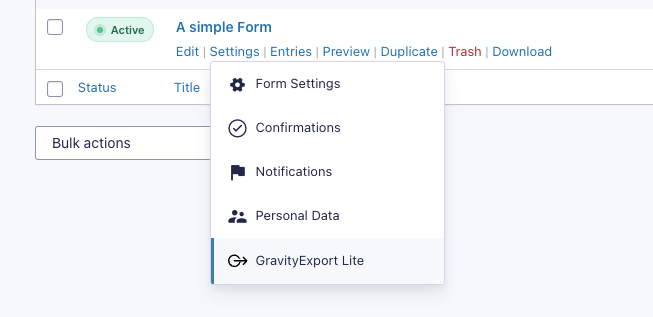 Active
A simple Form
Edit | Settings | Entries | Preview | Duplicate | Trash | Download
Status Title
Form Settings
Confirmations
Bulk actions
Notifications
Personal Data
GravityExport Lite